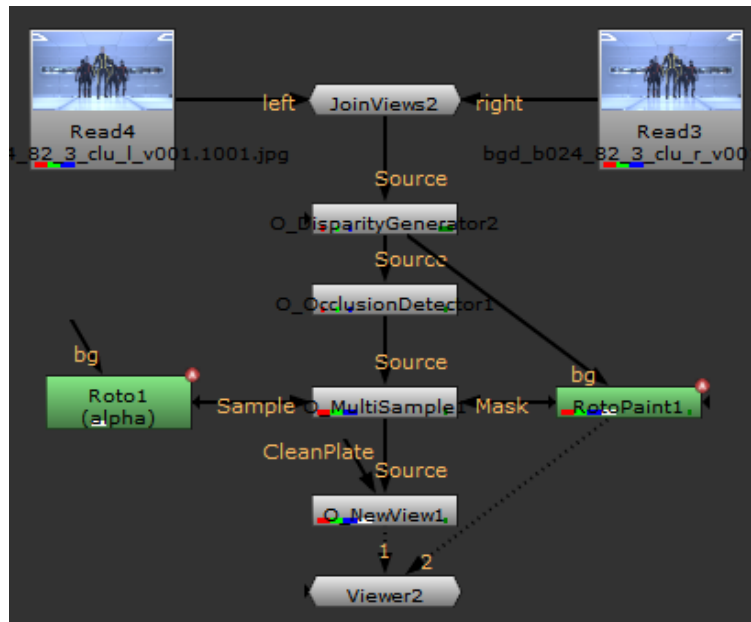 left
JoinViews2
right
Read4
4_82_3_clu_l_v001.1001.jpg
Read3
bgd_b024_82_3_clu_r_v00
Source
O_DisparityGenerator2
Source
O_OcclusionDetector1
bg
Source
bg
Roto1
(alpha)
Sample
O_MultiSample1
Mask
RotoPaint1
CleanPlate
Source
O_NewView1
1
2
Viewer2